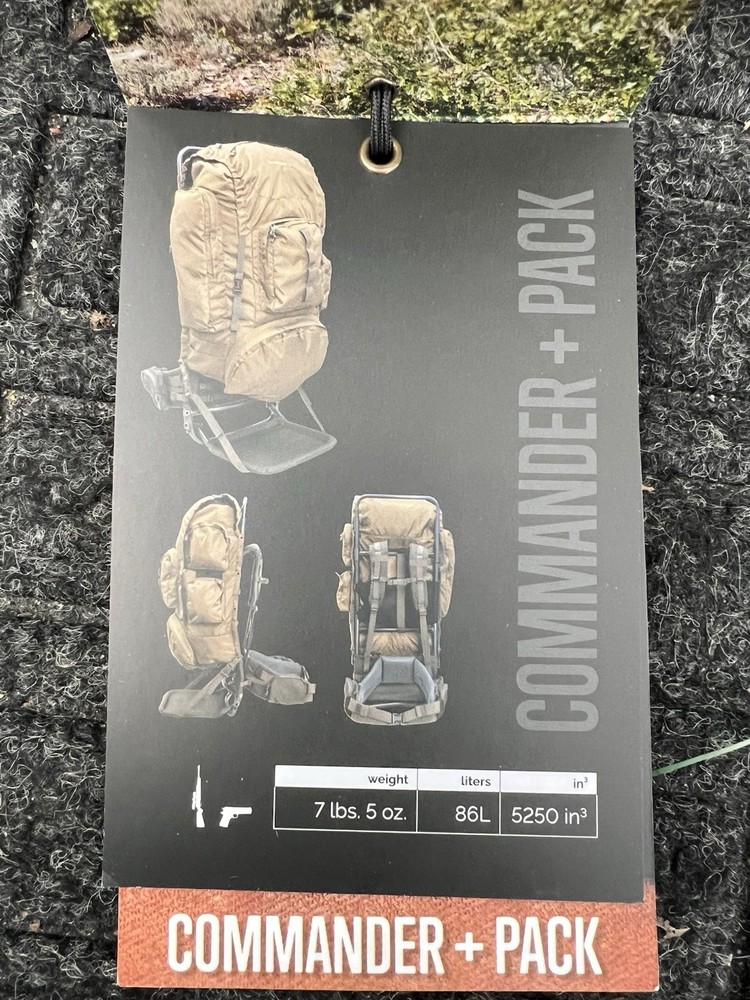 COMMANDER + PACK
weight liters in³
7 lbs. 5 oz. 86L 5250 in³
COMMANDER + PACK